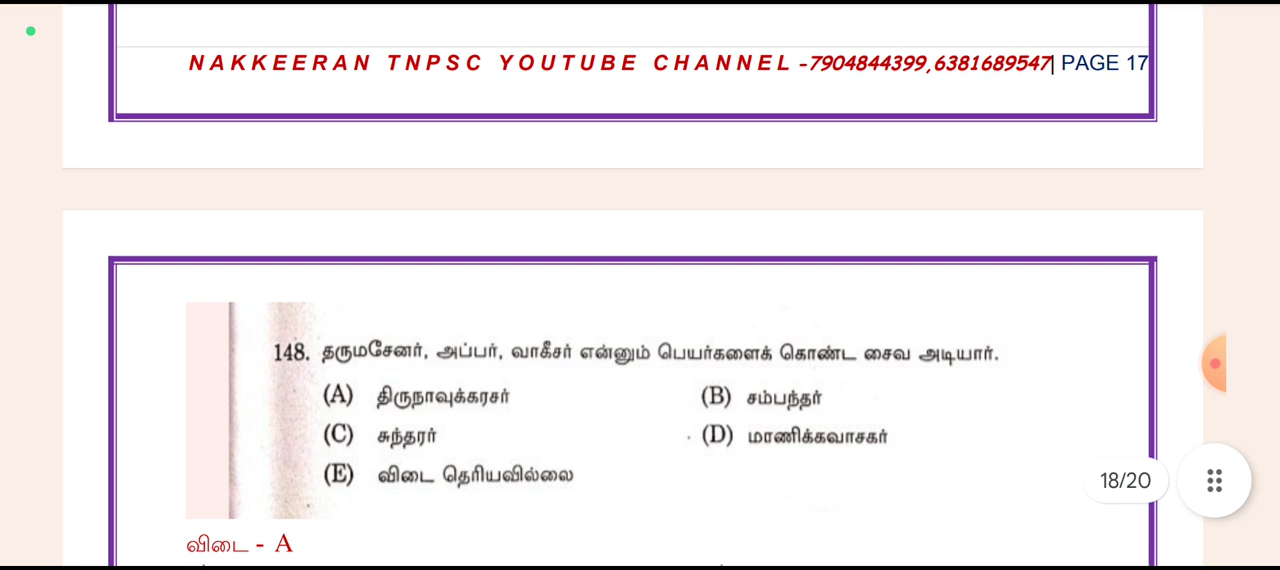 NAKKEERAN TNPSC YOUTUBE CHANNEL -7904844399,6381689547| PAGE 17
148. தருமசேனர், அப்பர், வாகீசர் என்னும் பெயர்களைக் கொண்ட சைவ அடியார்.
(A) திருநாவுக்கரசர் (B) சம்பந்தர்
(C) சுந்தரர் (D) மாணிக்கவாசகர்
(E) விடை தெரியவில்லை
18/20
விடை - A